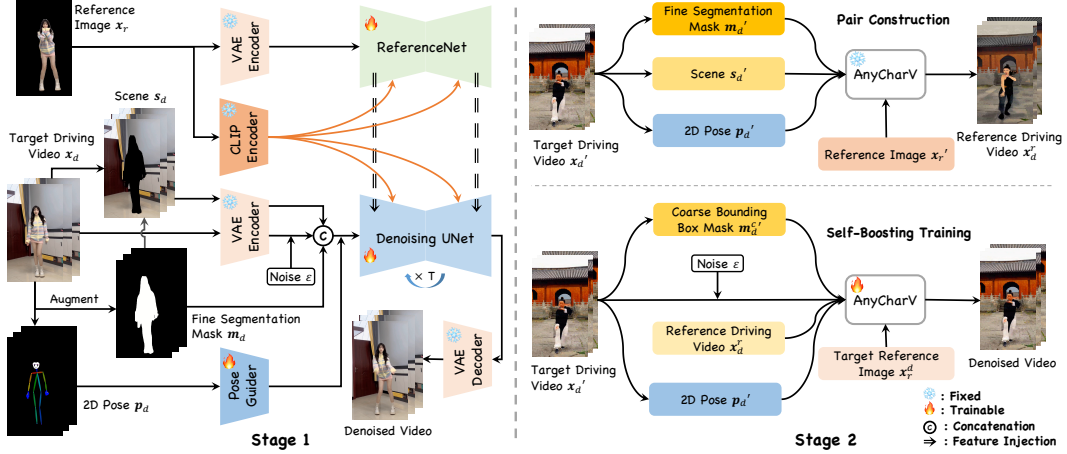 Reference
Image x_r
VAE
Encoder
ReferenceNet
Scene s_d
CLIP
Encoder
Target Driving
Video x_d
VAE
Encoder
C
Denoising UNet
× T
Noise ε
Augment
Fine Segmentation
Mask m_d
Pose
Guider
VAE
Decoder
2D Pose p_d
Denoised Video
Stage 1
Fine Segmentation
Mask m_d'
Pair Construction
Scene s_d'
AnyCharV
2D Pose p_d'
Target Driving
Video x_d'
Reference Image x_r'
Reference Driving
Video x_d^r
Coarse Bounding
Box Mask m_d^c'
Self-Boosting Training
Noise ε
AnyCharV
Reference Driving
Video x_d^r
Target Reference
Image x_r^d
Target Driving
Video x_d'
Denoised Video
2D Pose p_d'
: Fixed
: Trainable
C : Concatenation
: Feature Injection
Stage 2